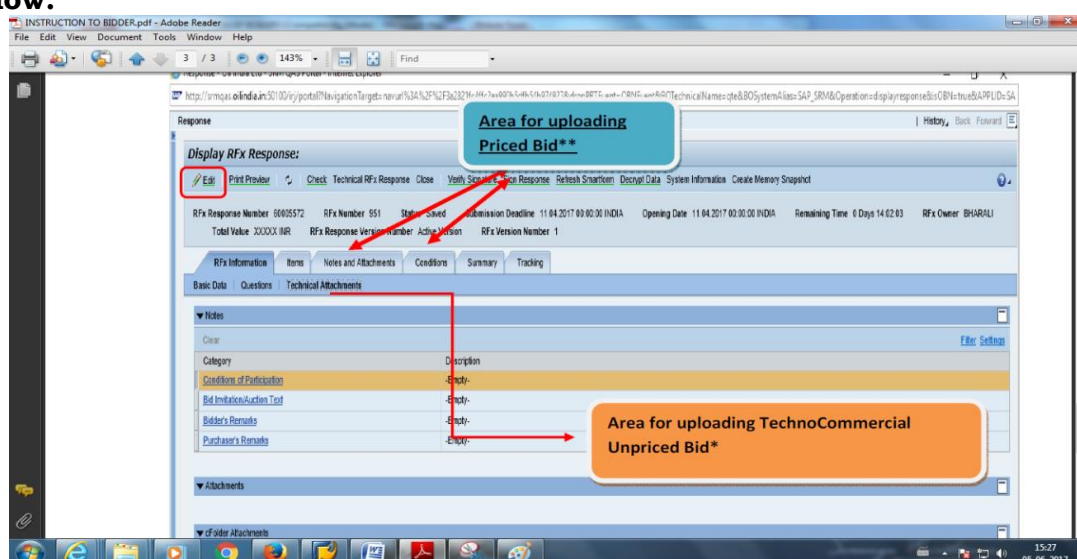 INSTRUCTION TO BIDDER.pdf - Adobe Reader
File Edit View Document Tools Window Help
3 / 3 143% Find
Response
History Back Forward
Area for uploading
Priced Bid**
Display RFx Response:
Edit Print Preview Check Technical RFx Response Close Verify Signature Sign Response Refresh Smartform Decrypt Data System Information Create Memory Snapshot
RFx Response Number 60005572 RFx Number 951 Status Saved Submission Deadline 11.04.2017 00:00:00 INDIA Opening Date 11.04.2017 00:00:00 INDIA Remaining Time 0 Days 14:02:03 RFx Owner BHARALI
Total Value XXXXX INR RFx Response Version Number Active Version RFx Version Number 1
RFx Information Items Notes and Attachments Conditions Summary Tracking
Basic Data Questions Technical Attachments
Notes
Clear Filter Settings
Category Description
Conditions of Participation -Empty-
Bid Invitation/Auction Text -Empty-
Bidder's Remarks -Empty-
Purchaser's Remarks -Empty-
Area for uploading TechnoCommercial
Unpriced Bid*
Attachments
cFolder Attachments
15:27
05-06-2017